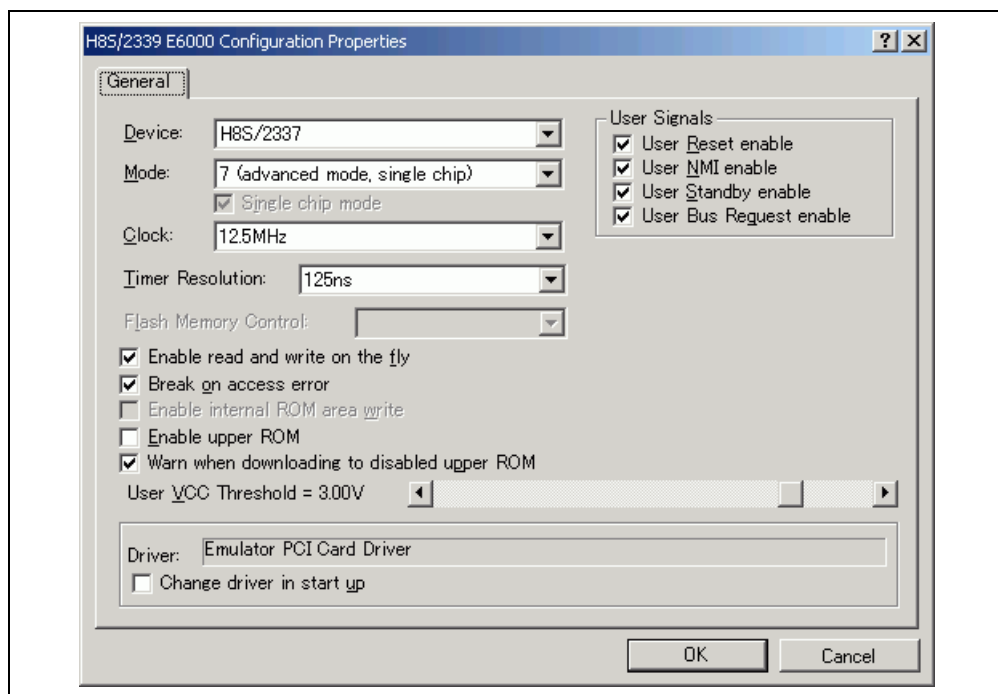 H8S/2339 E6000 Configuration Properties
General
Device: H8S/2337
Mode: 7 (advanced mode, single chip)
Single chip mode
Clock: 12.5MHz
Timer Resolution: 125ns
Flash Memory Control:
Enable read and write on the fly
Break on access error
Enable internal ROM area write
Enable upper ROM
Warn when downloading to disabled upper ROM
User VCC Threshold = 3.00V
User Signals
User Reset enable
User NMI enable
User Standby enable
User Bus Request enable
Driver: Emulator PCI Card Driver
Change driver in start up
OK Cancel